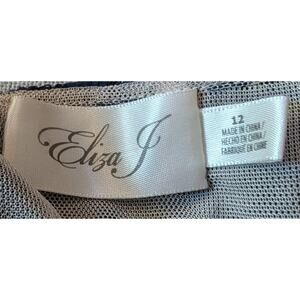 Eliza J
12
MADE IN CHINA/
HECHO EN CHINA/
FABRIQUÉ EN CHINE